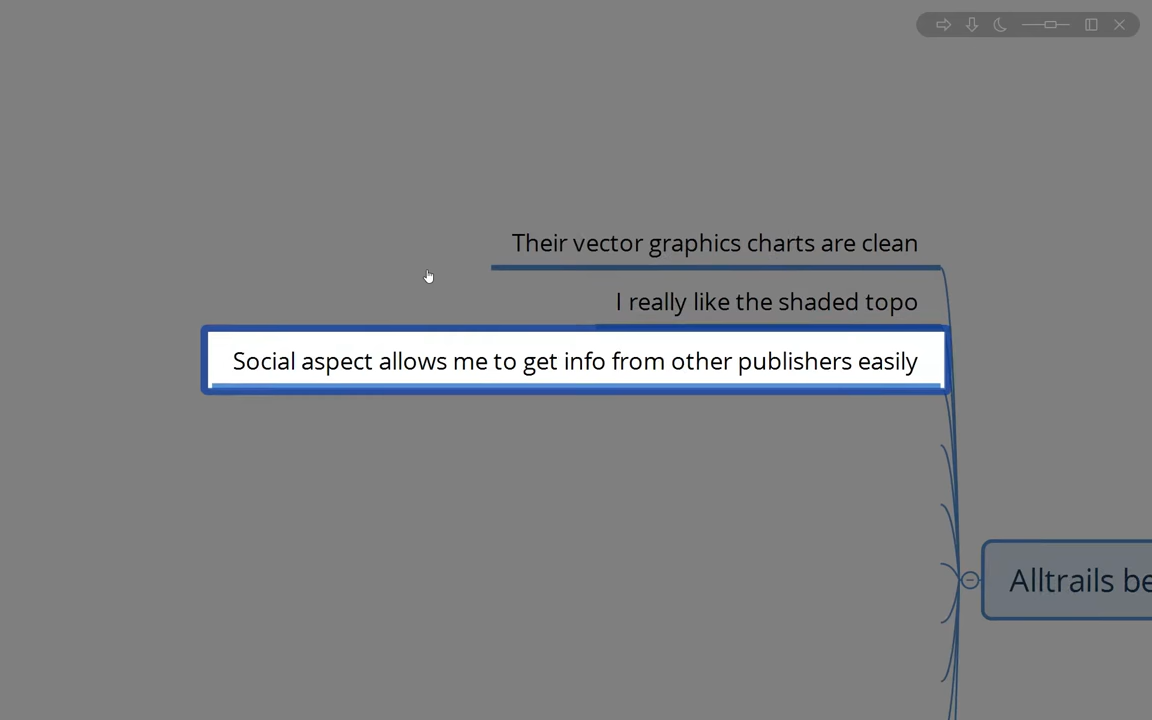 Their vector graphics charts are clean
I really like the shaded topo
Social aspect allows me to get info from other publishers easily
Alltrails be